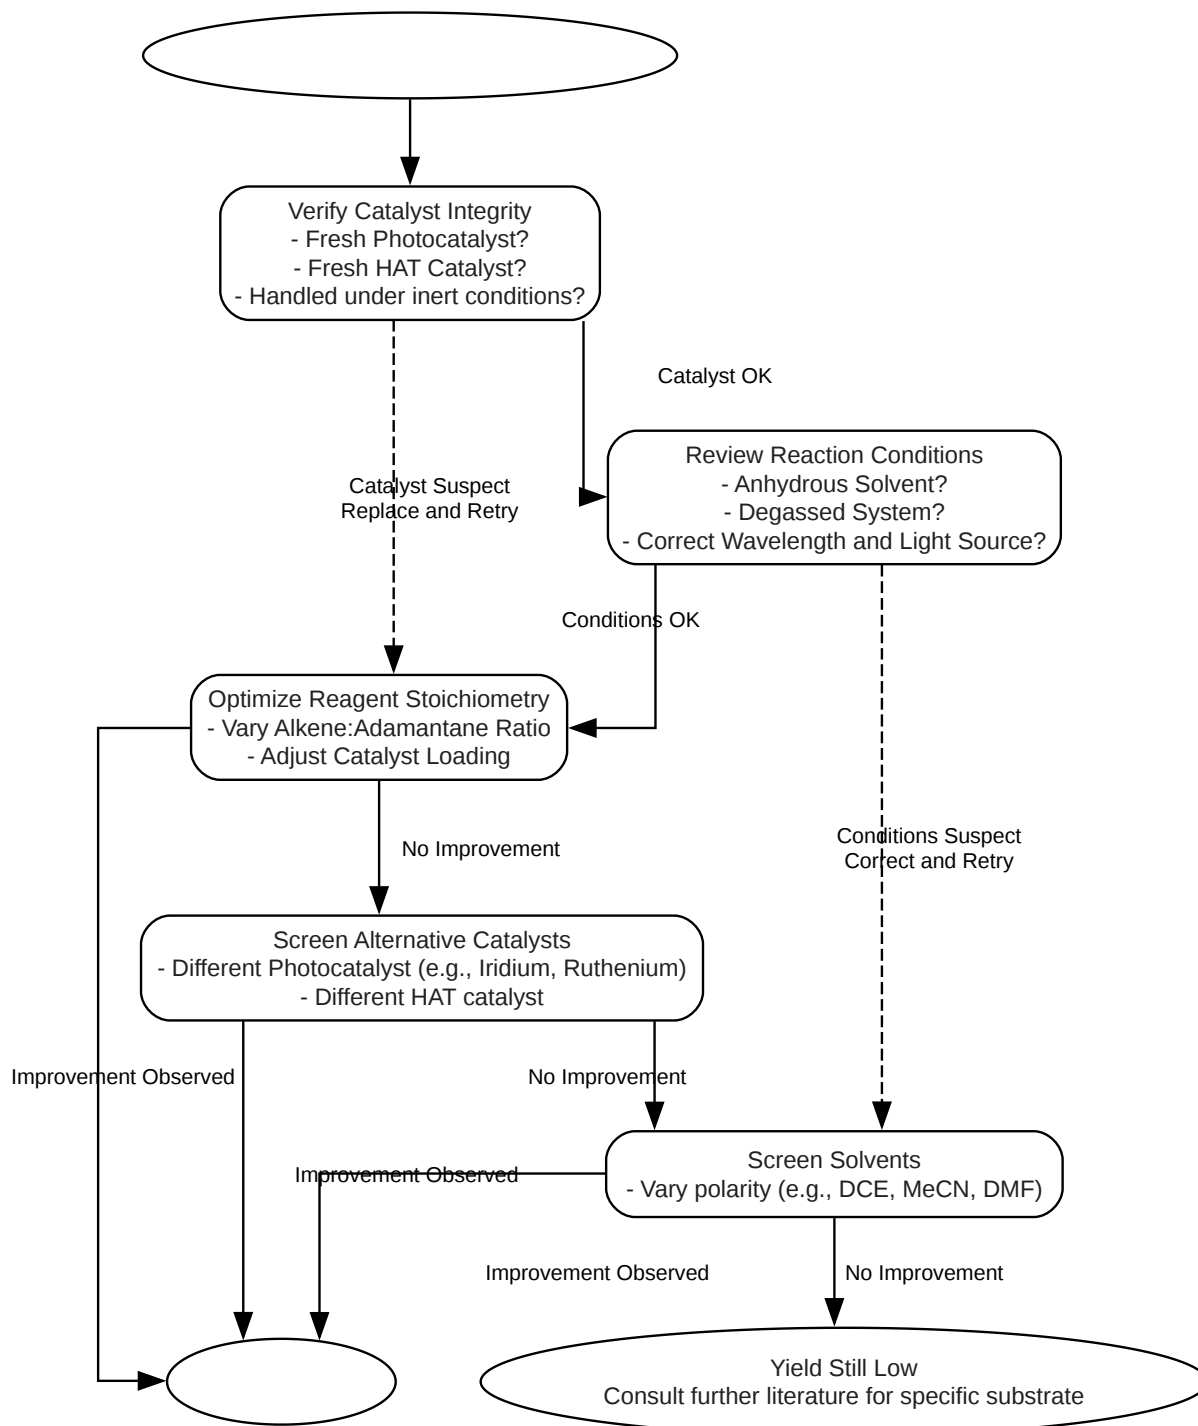 Verify Catalyst Integrity
- Fresh Photocatalyst?
- Fresh HAT Catalyst?
- Handled under inert conditions?
Catalyst OK
Review Reaction Conditions
- Anhydrous Solvent?
- Degassed System?
- Correct Wavelength and Light Source?
Catalyst Suspect
Replace and Retry
Conditions OK
Optimize Reagent Stoichiometry
- Vary Alkene:Adamantane Ratio
- Adjust Catalyst Loading
No Improvement
Conditions Suspect
Correct and Retry
Screen Alternative Catalysts
- Different Photocatalyst (e.g., Iridium, Ruthenium)
- Different HAT catalyst
Improvement Observed
No Improvement
Screen Solvents
- Vary polarity (e.g., DCE, MeCN, DMF)
Improvement Observed
Improvement Observed
No Improvement
Yield Still Low
Consult further literature for specific substrate